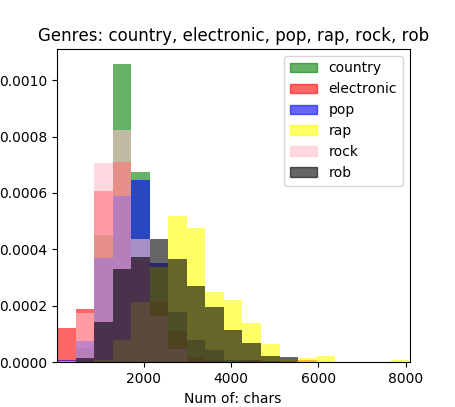 Genres: country, electronic, pop, rap, rock, rob
country
electronic
pop
rap
rock
rob
0.0010
0.0008
0.0006
0.0004
0.0002
0.0000
2000 4000 6000 8000
Num of: chars